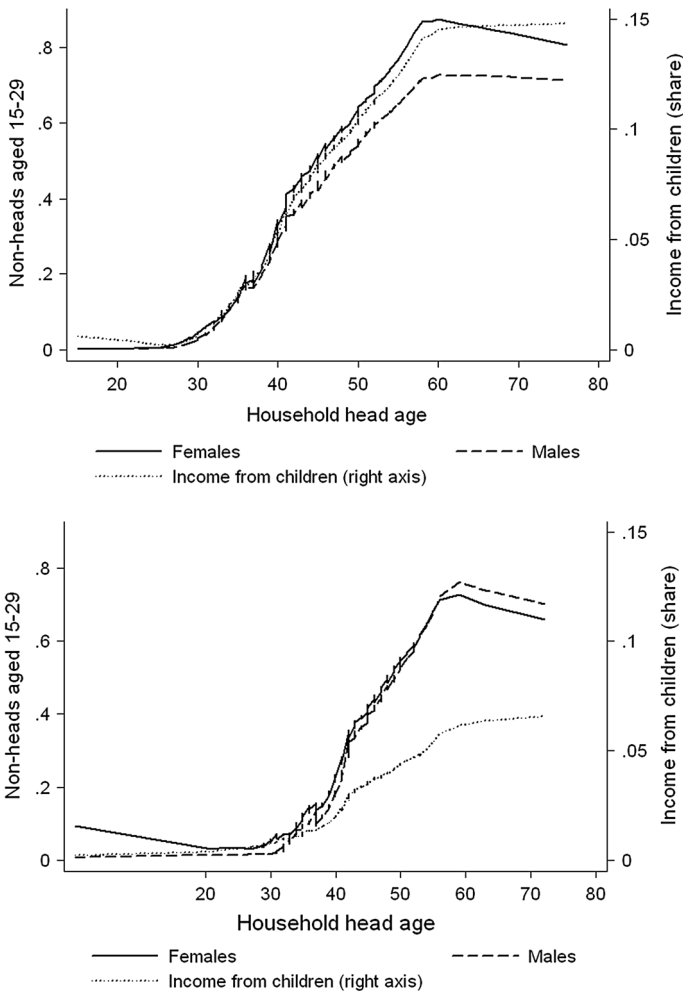 Non-heads aged 15-29
.8
.6
.4
.2
0
.15
.1
.05
0
Income from children (share)
20 30 40 50 60 70 80
Household head age
Females Males
Income from children (right axis)
Non-heads aged 15-29
.8
.6
.4
.2
0
.15
.1
.05
0
Income from children (share)
20 30 40 50 60 70 80
Household head age
Females Males
Income from children (right axis)